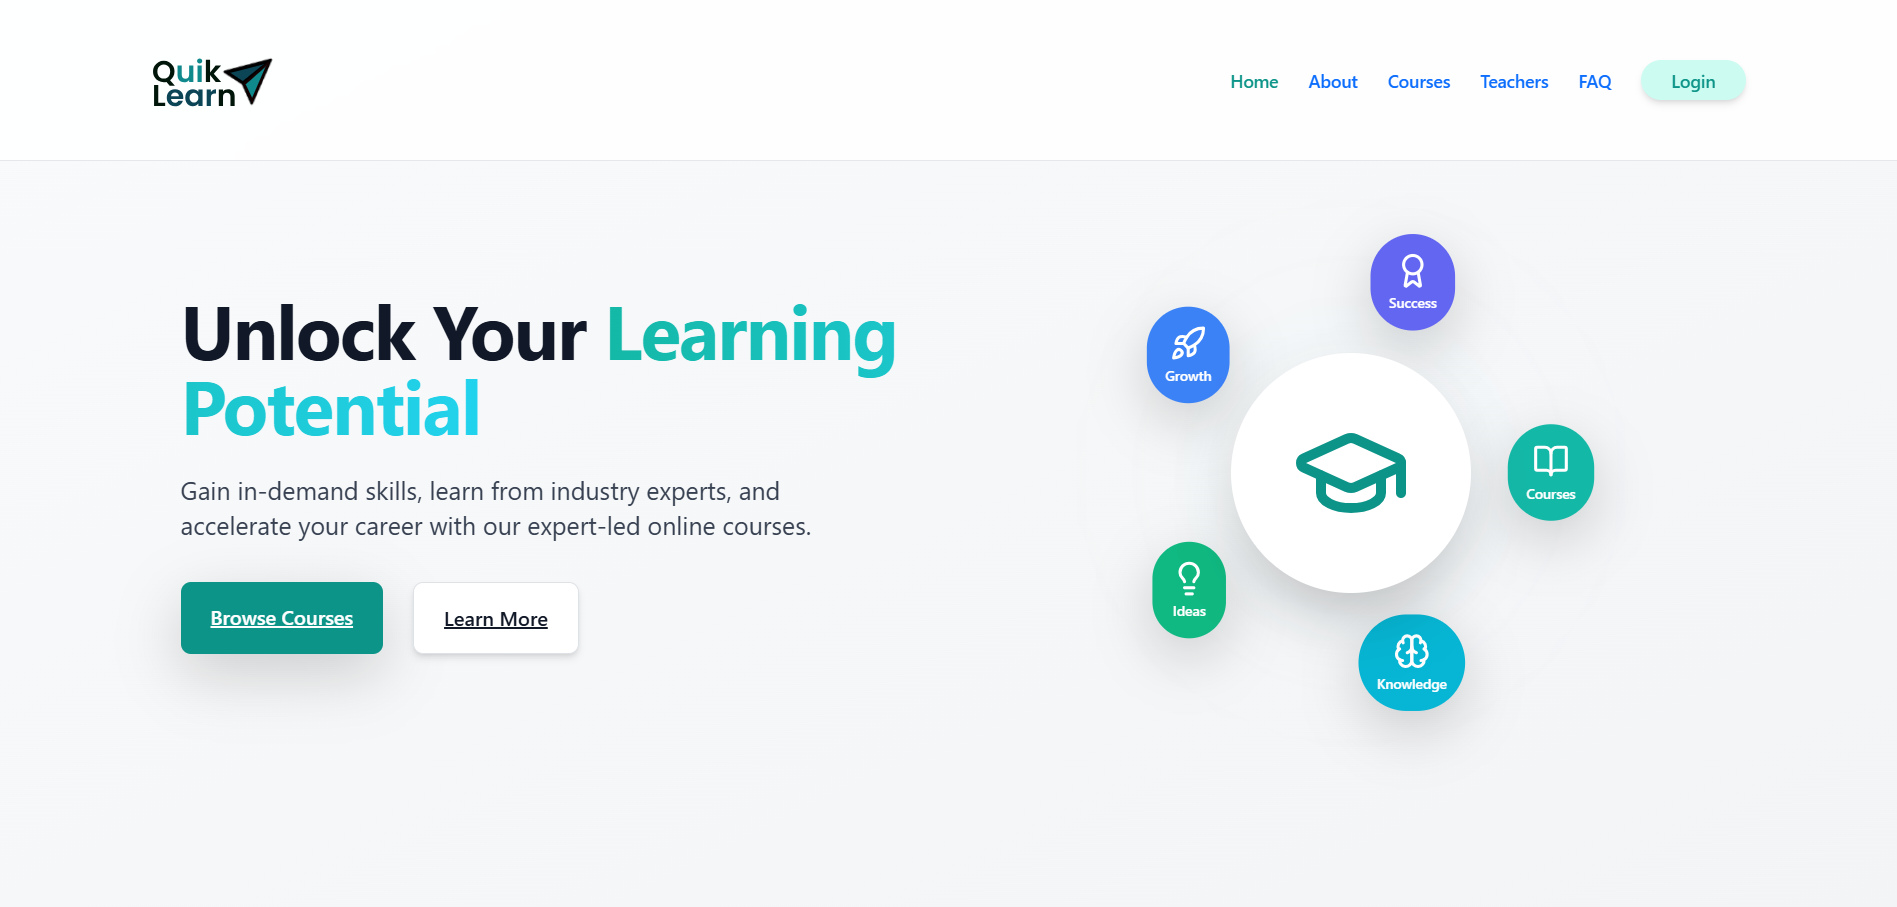 Quik
Learn
Home About Courses Teachers FAQ Login
Unlock Your Learning
Potential
Gain in-demand skills, learn from industry experts, and
accelerate your career with our expert-led online courses.
Browse Courses
Learn More
Success
Growth
Courses
Ideas
Knowledge